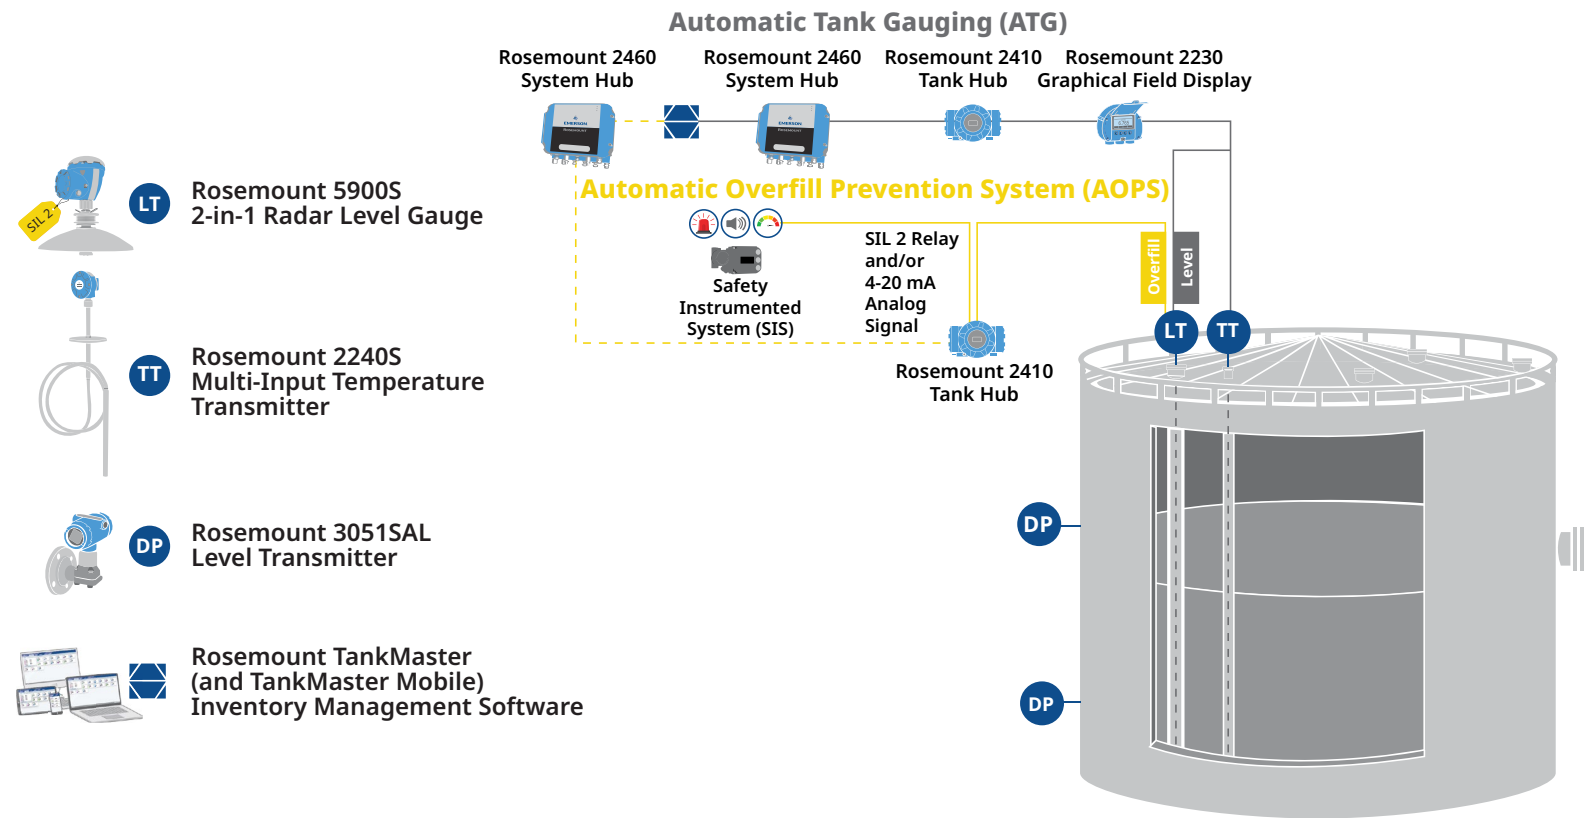 Automatic Tank Gauging (ATG)
Rosemount 2460
System Hub
Rosemount 2460
System Hub
Rosemount 2410
Tank Hub
Rosemount 2230
Graphical Field Display
EMERSON
ROSEMOUNT
EMERSON
ROSEMOUNT
Automatic Overfill Prevention System (AOPS)
SIL 2
LT
Rosemount 5900S
2-in-1 Radar Level Gauge
SIL 2 Relay
and/or
4-20 mA
Analog
Signal
Safety
Instrumented
System (SIS)
Overfill
Level
LT
TT
Rosemount 2410
Tank Hub
TT
Rosemount 2240S
Multi-Input Temperature
Transmitter
DP
Rosemount 3051SAL
Level Transmitter
DP
DP
Rosemount TankMaster
(and TankMaster Mobile)
Inventory Management Software